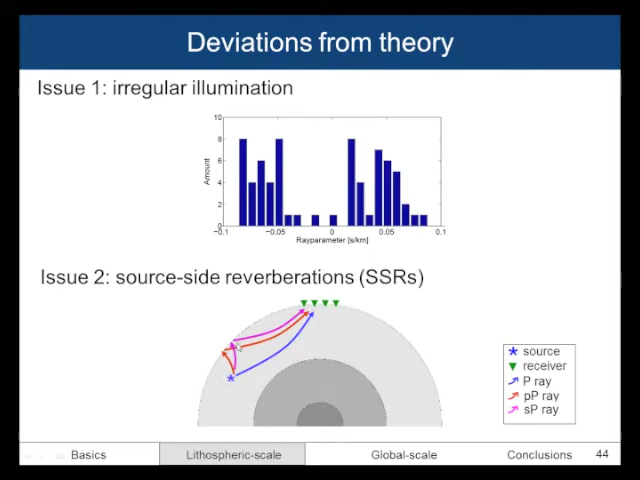 Deviations from theory
Issue 1: irregular illumination
10
8
6
4
2
0
Amount
−0.1
−0.05
0
0.05
0.1
Rayparameter [s/km]
Issue 2: source-side reverberations (SSRs)
source
receiver
P ray
pP ray
sP ray
Basics
Lithospheric-scale
Global-scale
Conclusions
44